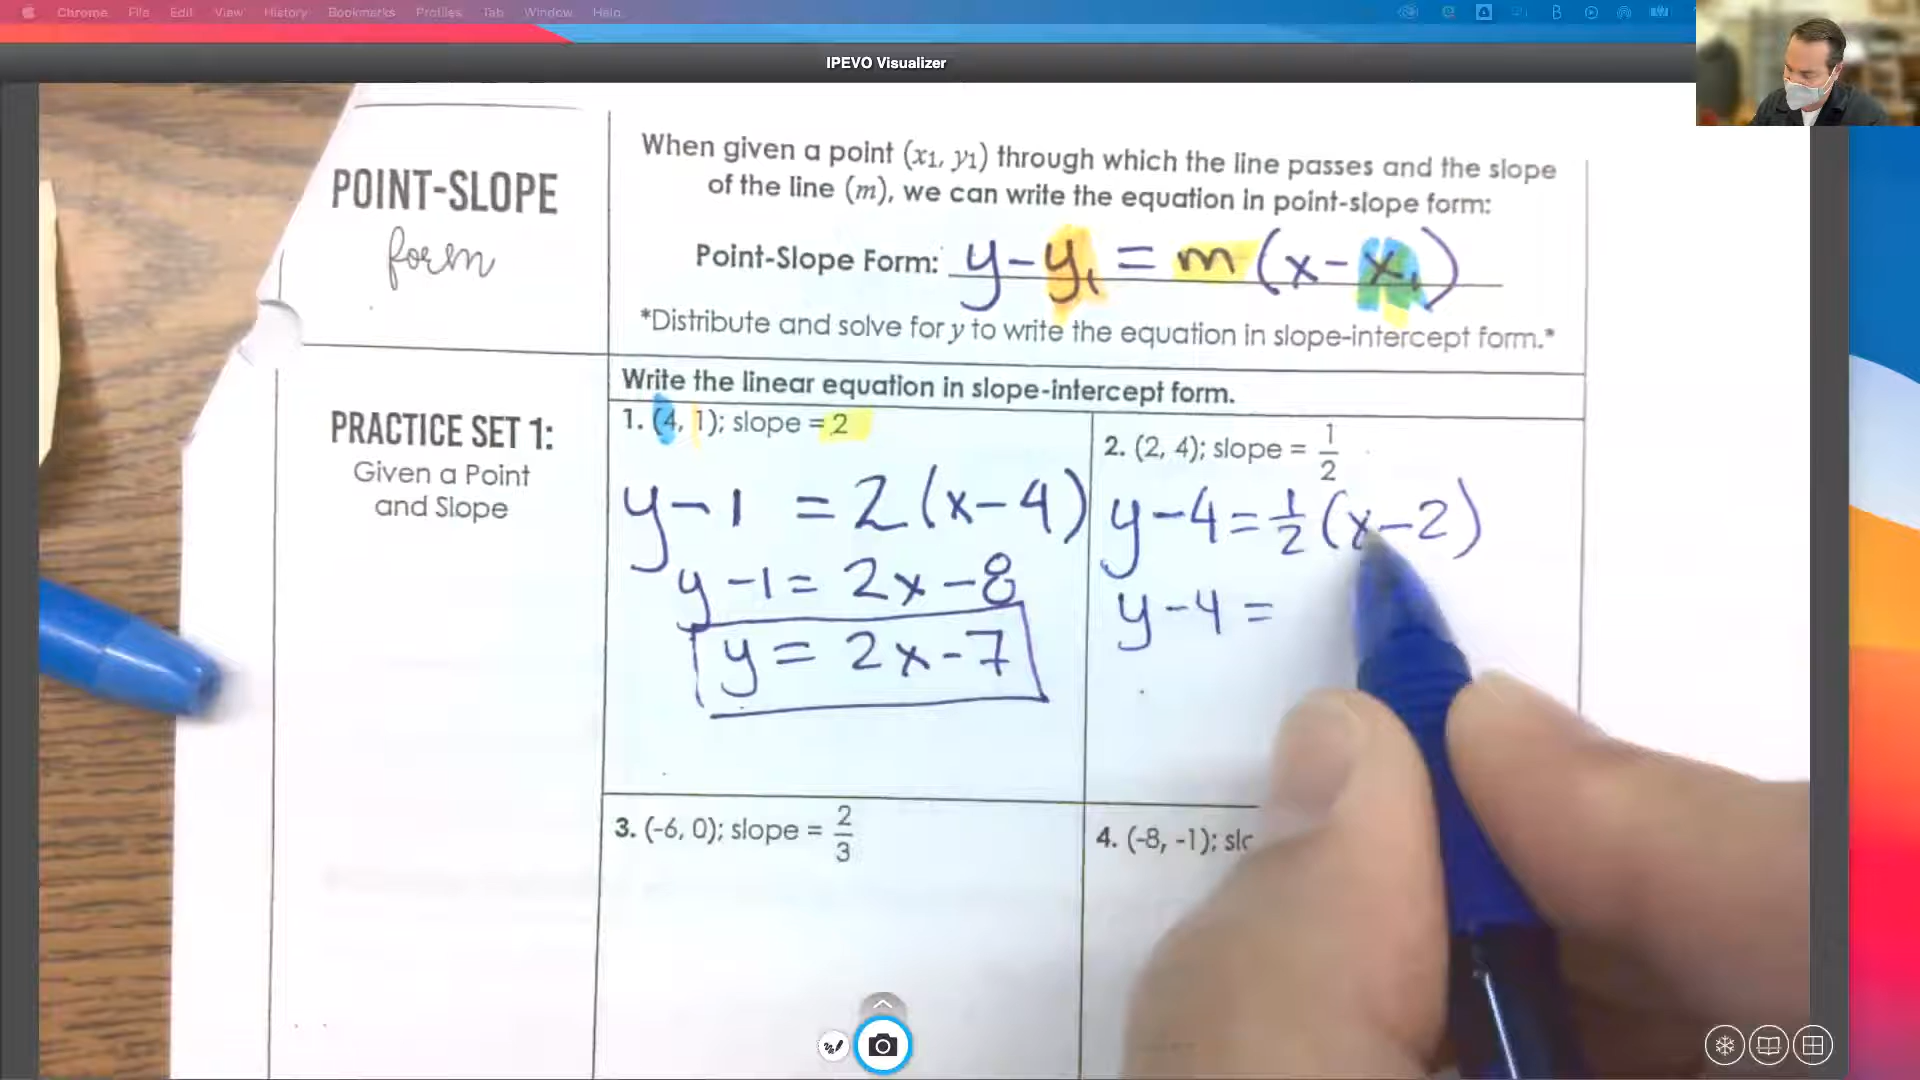 Chrome File Edit View History Bookmarks Profiles Tab Window Help
IPEVO Visualizer
POINT-SLOPE
form
When given a point (x1, y1) through which the line passes and the slope
of the line (m), we can write the equation in point-slope form:
Point-Slope Form: y-y₁ = m(x-x₁)
*Distribute and solve for y to write the equation in slope-intercept form.*
PRACTICE SET 1:
Given a Point
and Slope
Write the linear equation in slope-intercept form.
1. (4, 1); slope = 2
y-1 = 2(x-4)
y-1= 2x-8
y= 2x-7
2. (2, 4); slope = 1/2
y-4=1/2(x-2)
y-4=
3. (-6, 0); slope = 2/3
4. (-8, -1);